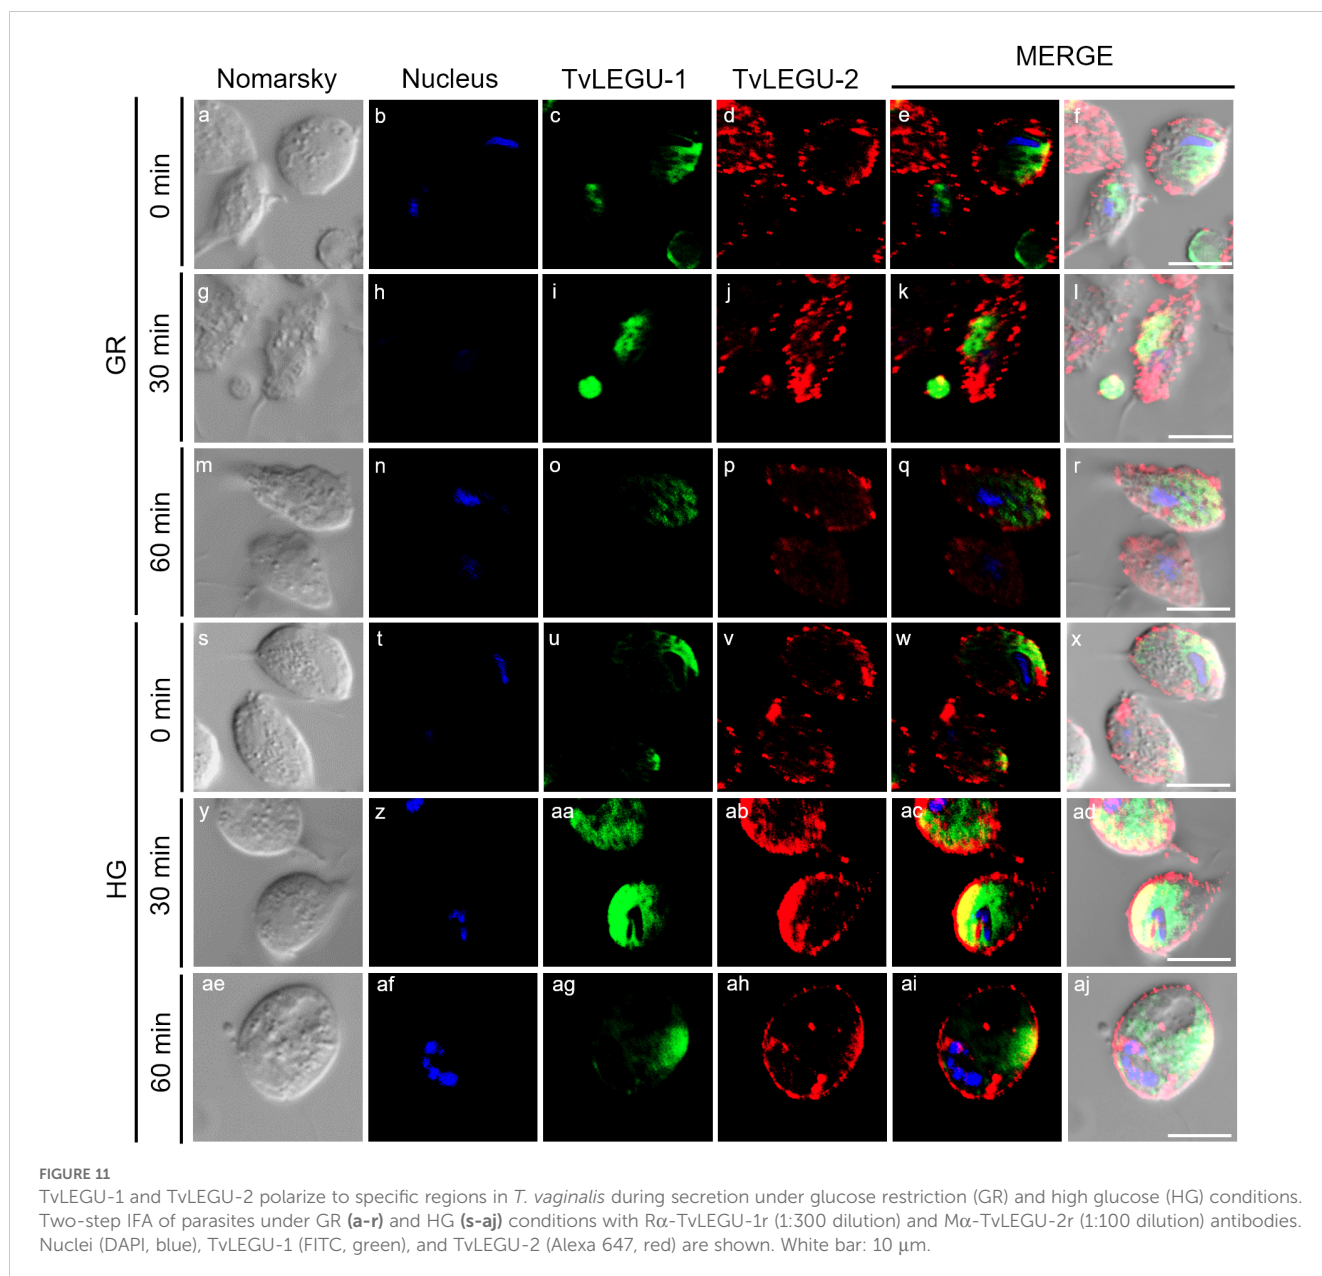 MERGE
Nomarsky Nucleus TvLEGU-1 TvLEGU-2
GR
0 min
a b c d e f
30 min
g h i j k l
60 min
m n o p q r
HG
0 min
s t u v w x
30 min
y z aa ab ac ad
60 min
ae af ag ah ai aj
FIGURE 11
TvLEGU-1 and TvLEGU-2 polarize to specific regions in T. vaginalis during secretion under glucose restriction (GR) and high glucose (HG) conditions.
Two-step IFA of parasites under GR (a-r) and HG (s-aj) conditions with Rα-TvLEGU-1r (1:300 dilution) and Mα-TvLEGU-2r (1:100 dilution) antibodies.
Nuclei (DAPI, blue), TvLEGU-1 (FITC, green), and TvLEGU-2 (Alexa 647, red) are shown. White bar: 10 μm.